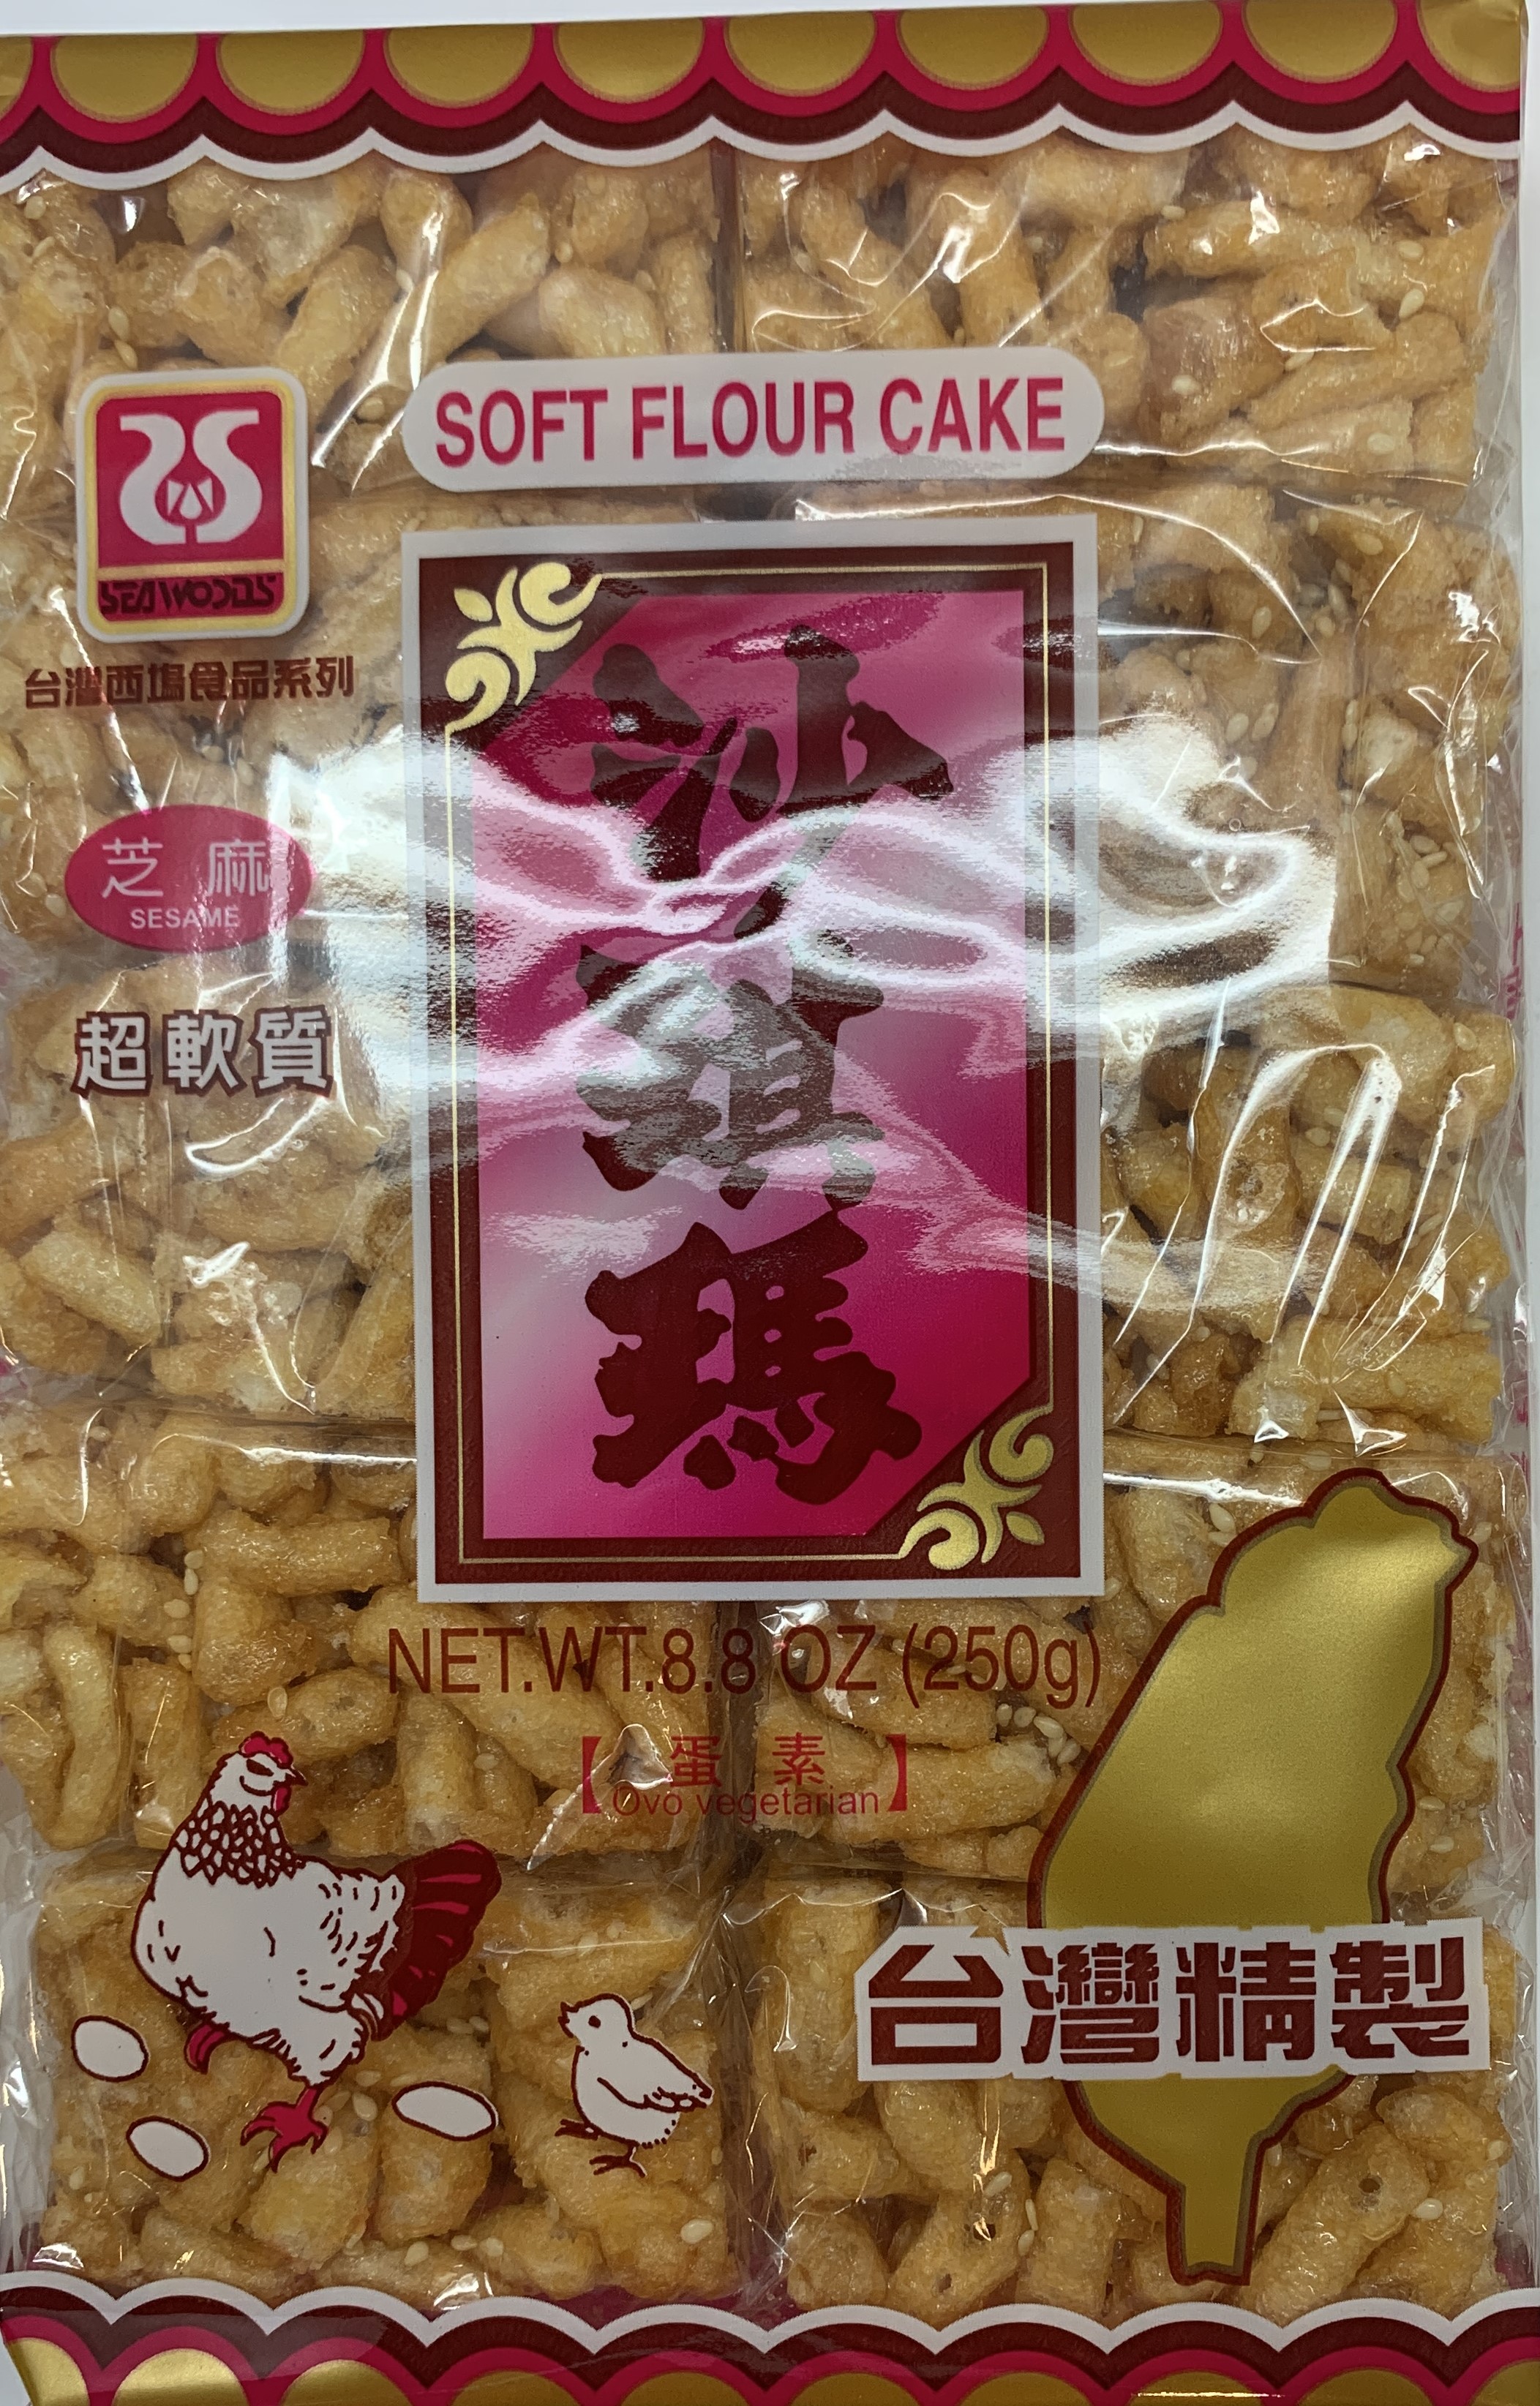 SOFT FLOUR CAKE
SEAWOODS
台灣西塢食品系列
芝麻
SESAME
超軟質
沙琪瑪
NET.WT.8.8 OZ (250g)
【蛋素】
Ovo vegetarian
台灣精製